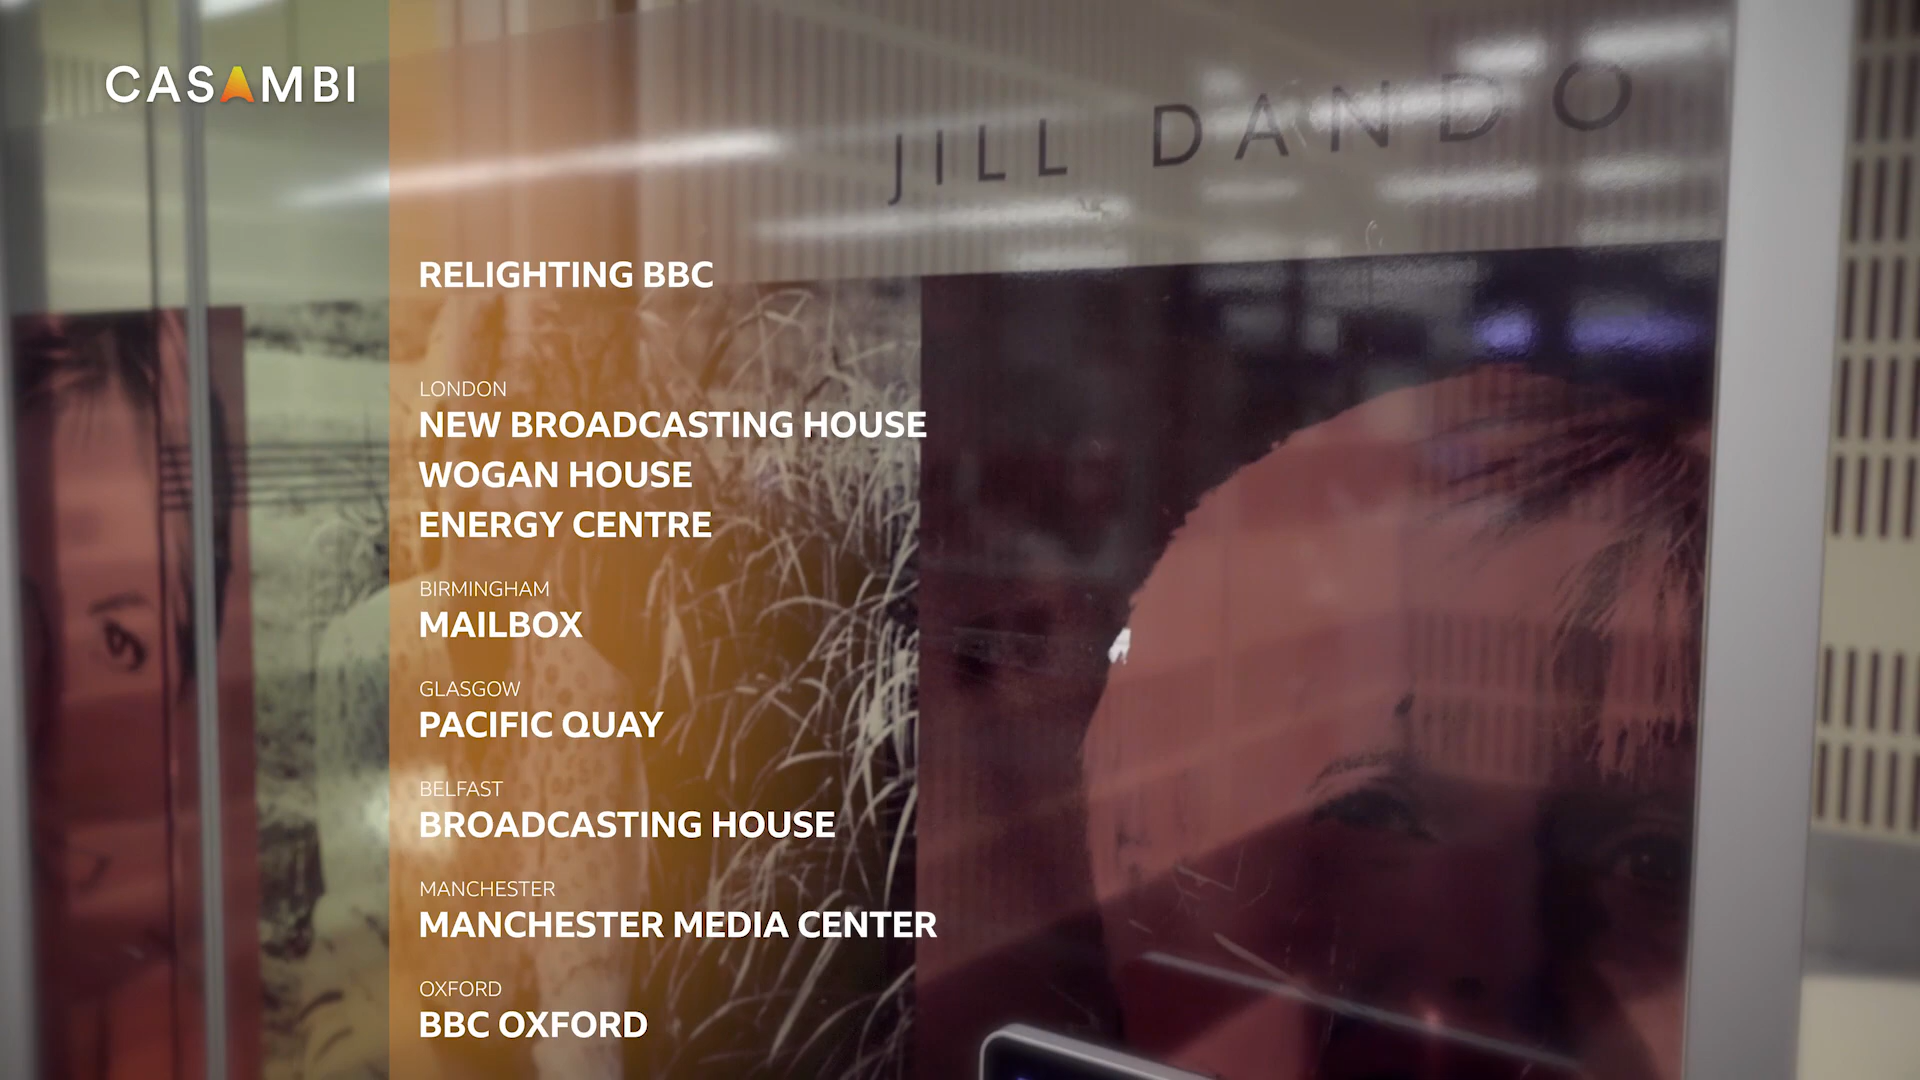 CASAMBI
JILL DANDO
RELIGHTING BBC
LONDON
NEW BROADCASTING HOUSE
WOGAN HOUSE
ENERGY CENTRE
BIRMINGHAM
MAILBOX
GLASGOW
PACIFIC QUAY
BELFAST
BROADCASTING HOUSE
MANCHESTER
MANCHESTER MEDIA CENTER
OXFORD
BBC OXFORD